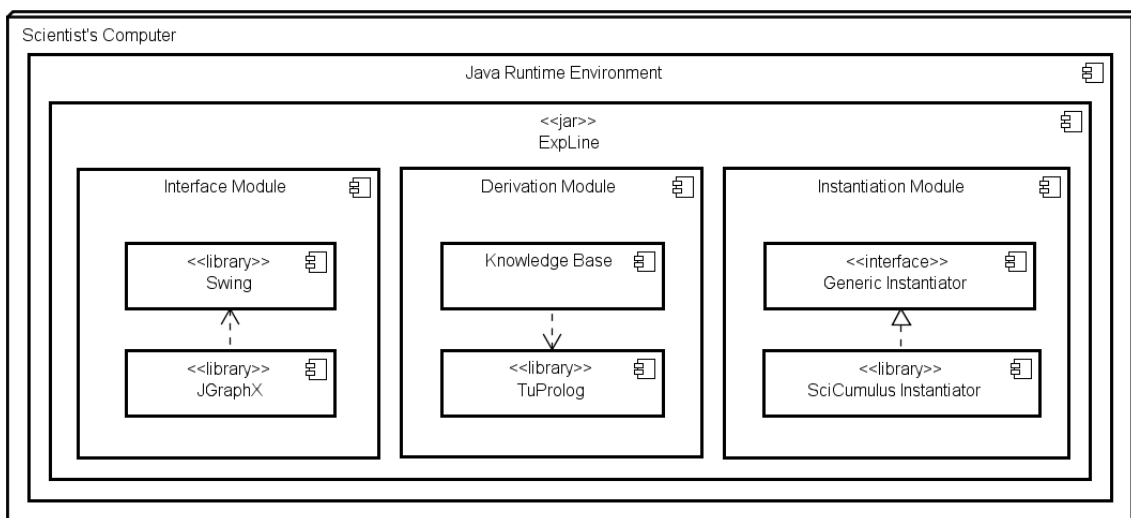 Scientist's Computer
Java Runtime Environment
<<jar>>
ExpLine
Interface Module
<<library>>
Swing
<<library>>
JGraphX
Derivation Module
Knowledge Base
<<library>>
TuProlog
Instantiation Module
<<interface>>
Generic Instantiator
<<library>>
SciCumulus Instantiator